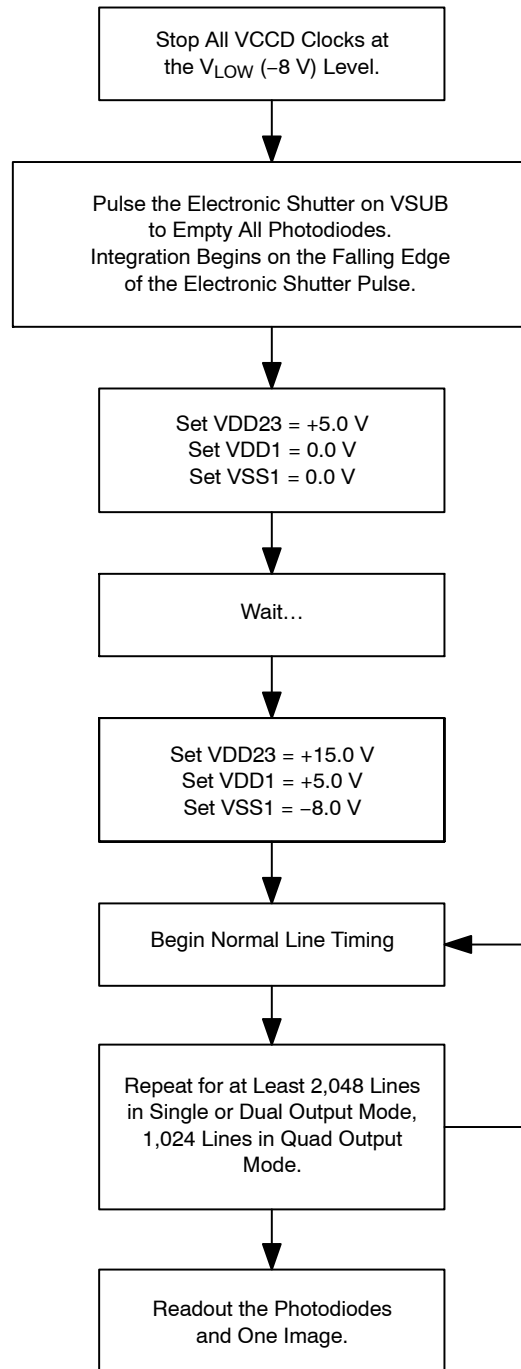 Stop All VCCD Clocks at
the VLOW (−8 V) Level.
Pulse the Electronic Shutter on VSUB
to Empty All Photodiodes.
Integration Begins on the Falling Edge
of the Electronic Shutter Pulse.
Set VDD23 = +5.0 V
Set VDD1 = 0.0 V
Set VSS1 = 0.0 V
Wait…
Set VDD23 = +15.0 V
Set VDD1 = +5.0 V
Set VSS1 = −8.0 V
Begin Normal Line Timing
Repeat for at Least 2,048 Lines
in Single or Dual Output Mode,
1,024 Lines in Quad Output
Mode.
Readout the Photodiodes
and One Image.